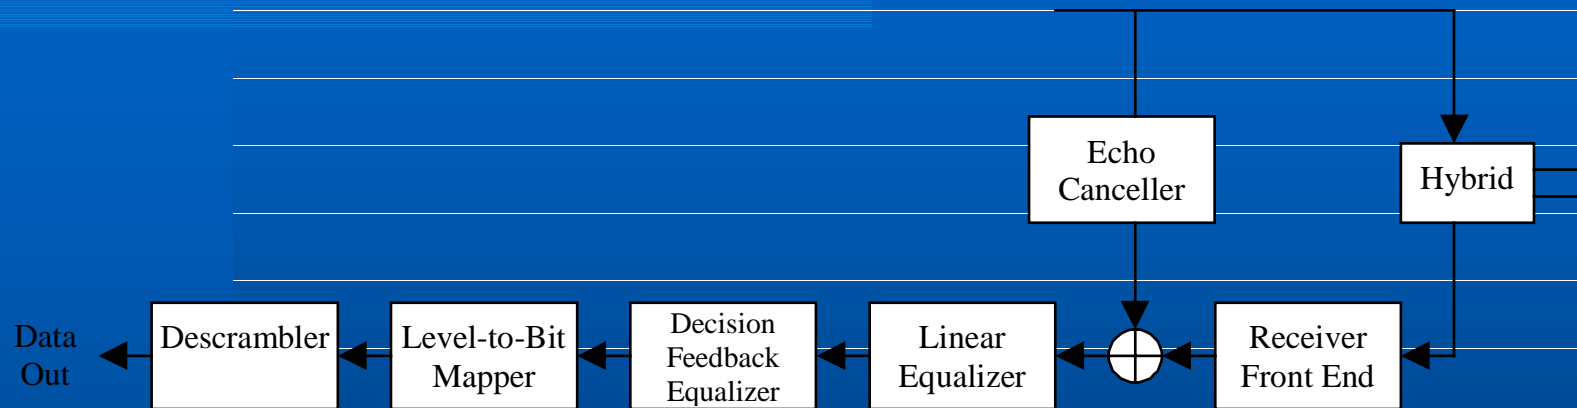 Echo
Canceller
Hybrid
Data
Out
Descrambler
Level-to-Bit
Mapper
Decision
Feedback
Equalizer
Linear
Equalizer
Receiver
Front End